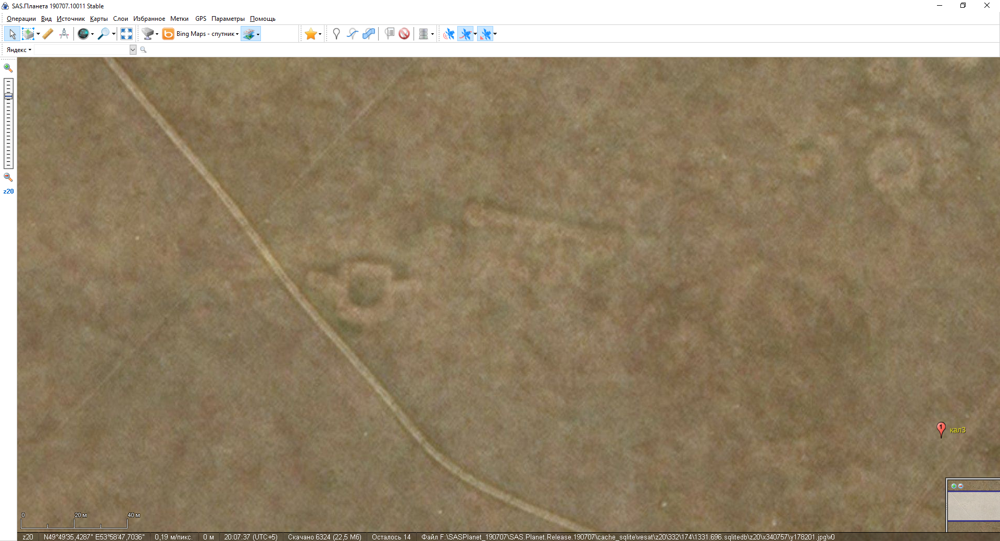 SAS.Планета 190707.10011 Stable
Операции Вид Источник Карты Слои Избранное Метки GPS Параметры Помощь
Bing Maps - спутник
Яндекс
z20
1 кал3
0 20 м 40 м
z20 N49°49'35,4287" E53°58'47,7036" 0,19 м/пикс. 0 м 20:07:37 (UTC+5) Скачано 6324 (22,5 Мб) Осталось 14 Файл F:\SASPlanet_190707\SAS.Planet.Release.190707\cache_sqlite\vesat\z20\332\174\1331.696.sqlitedb\z20\x340757\y178201.jpg\v0